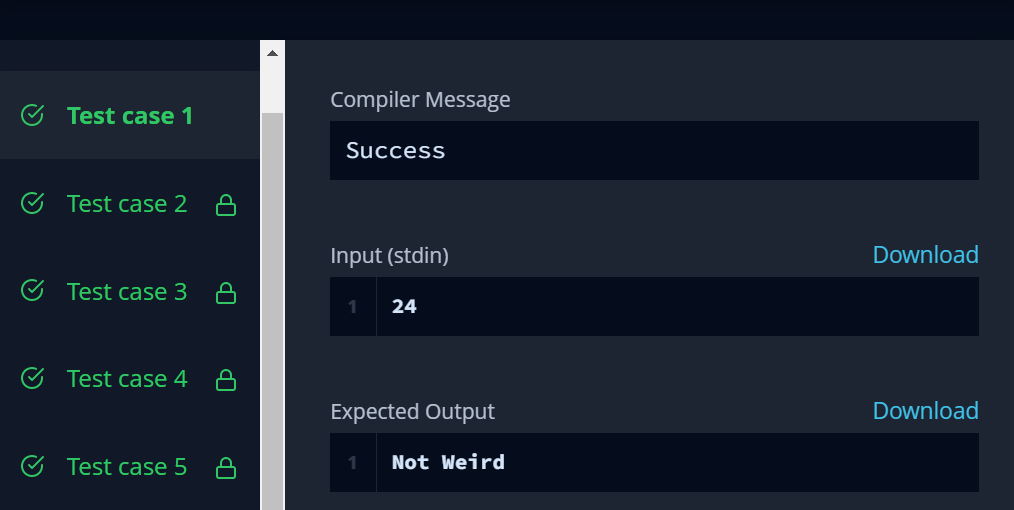 Test case 1
Test case 2
Test case 3
Test case 4
Test case 5
Compiler Message
Success
Input (stdin)
Download
1 24
Expected Output
Download
1 Not Weird